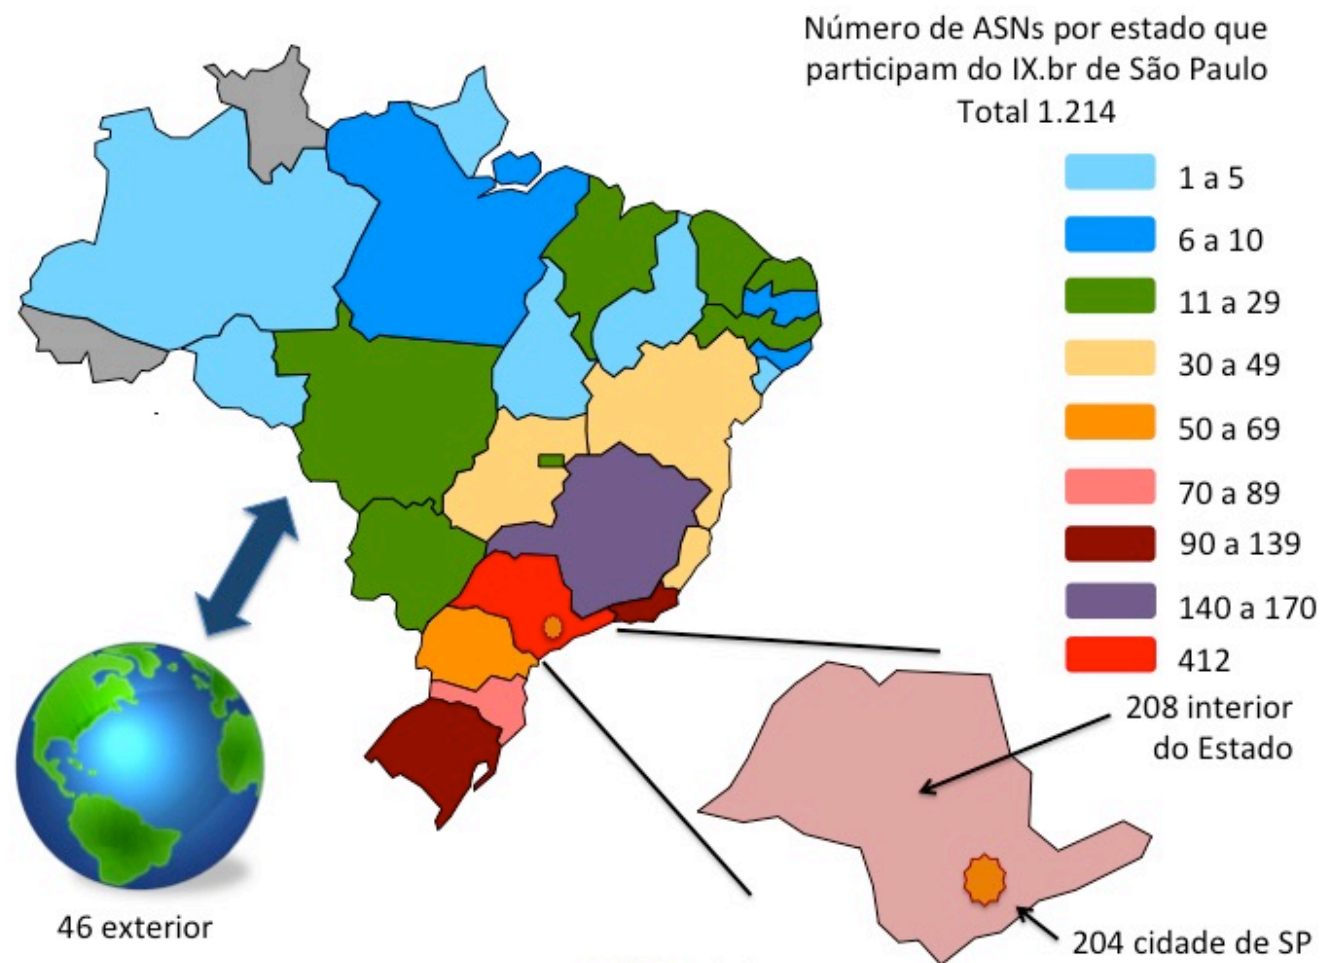 Número de ASNs por estado que
participam do IX.br de São Paulo
Total 1.214
1 a 5
6 a 10
11 a 29
30 a 49
50 a 69
70 a 89
90 a 139
140 a 170
412
208 interior
do Estado
46 exterior
204 cidade de SP